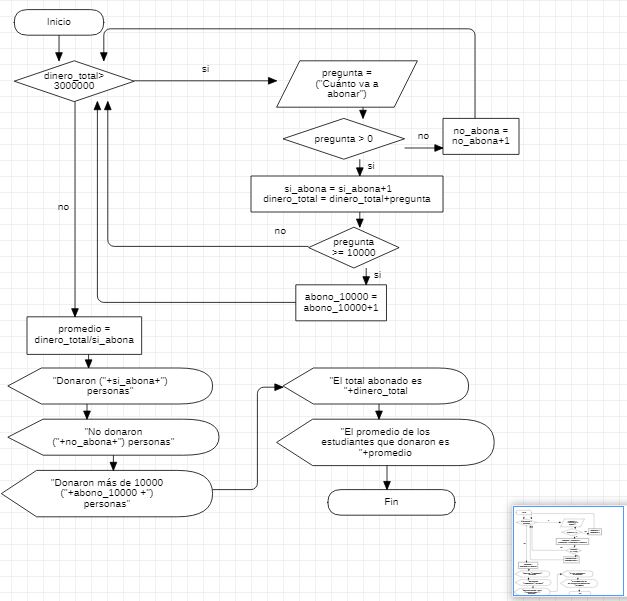 Inicio
dinero_total>
3000000
si
pregunta =
("Cuánto va a
abonar")
pregunta > 0
no
no_abona =
no_abona+1
si
si_abona = si_abona+1
dinero_total = dinero_total+pregunta
no
no
pregunta
>= 10000
si
abono_10000 =
abono_10000+1
promedio =
dinero_total/si_abona
"Donaron ("+si_abona+")
personas"
"No donaron
("+no_abona+") personas"
"Donaron más de 10000
("+abono_10000 +")
personas"
"El total abonado es
"+dinero_total
"El promedio de los
estudiantes que donaron es
"+promedio
Fin